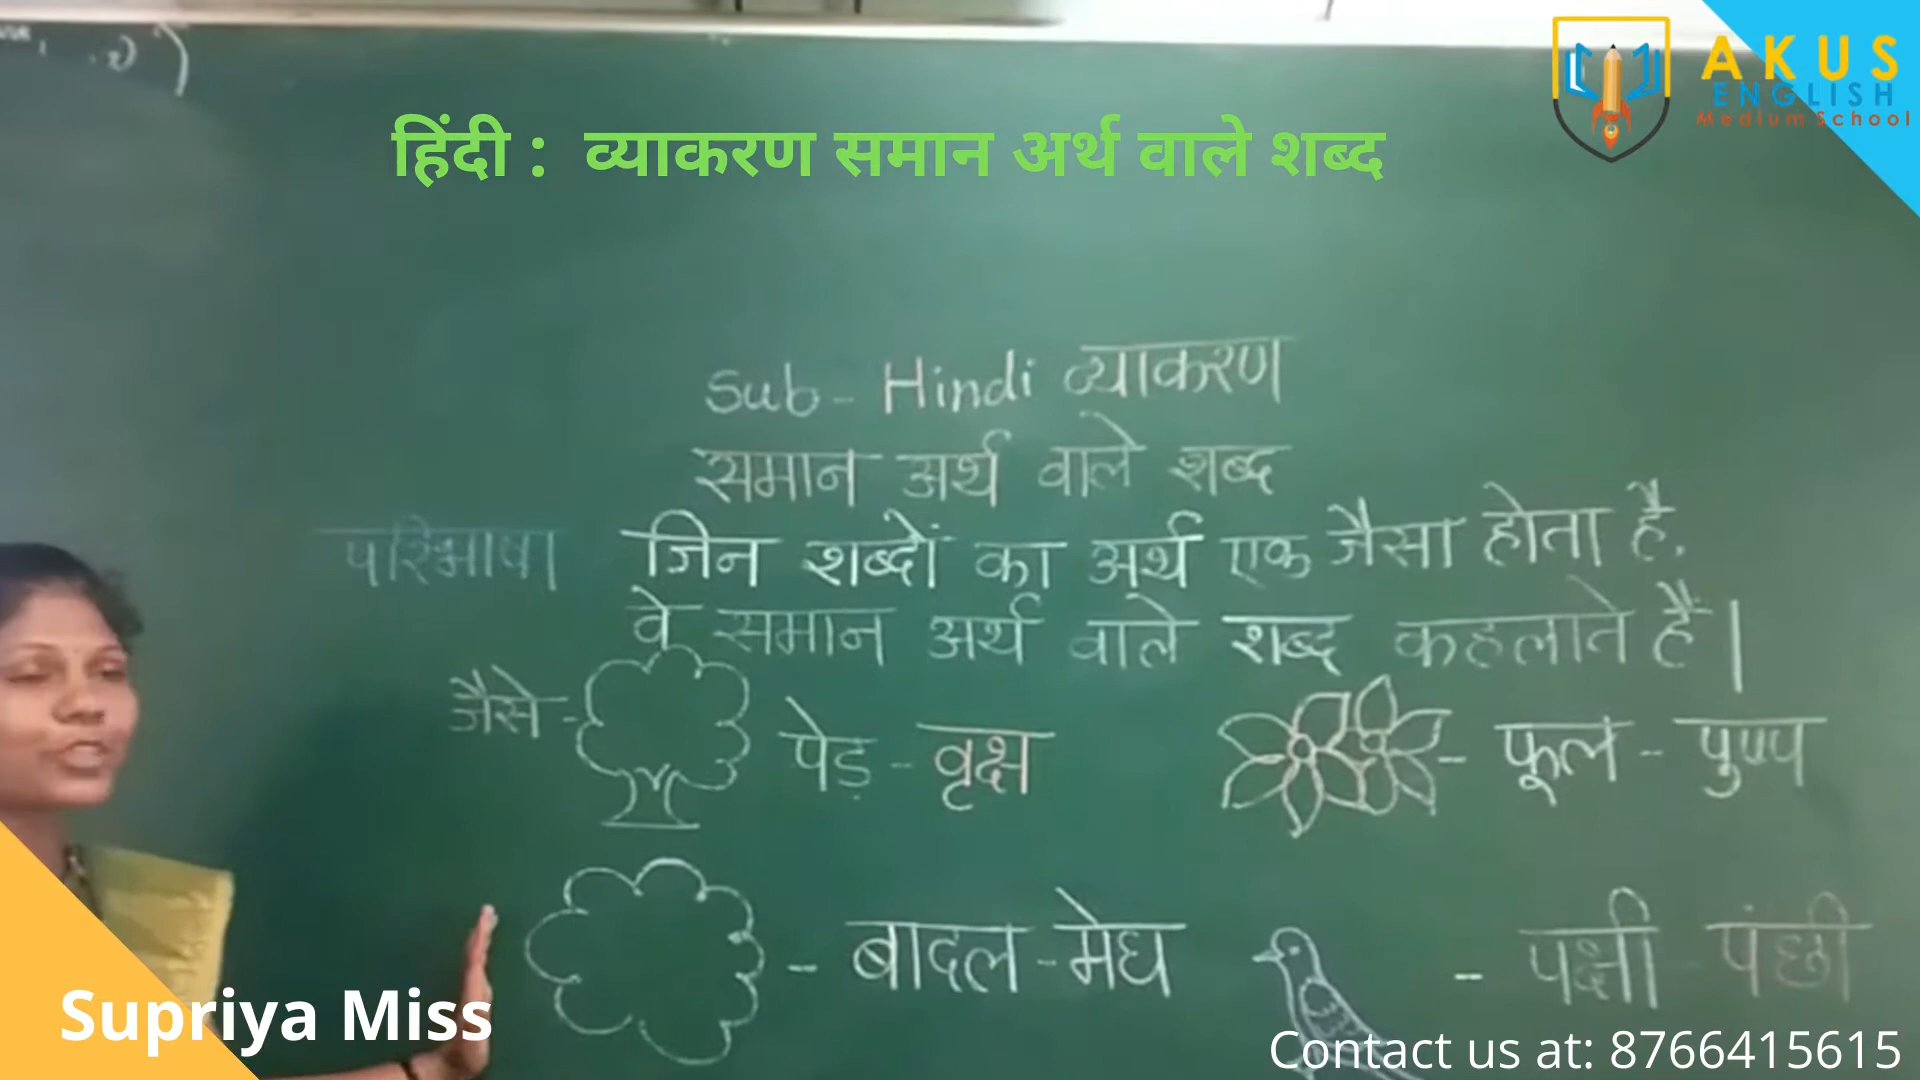 AKUS
ENGLISH
Medium School
हिंदी : व्याकरण समान अर्थ वाले शब्द
Sub - Hindi व्याकरण
समान अर्थ वाले शब्द
परिभाषा जिन शब्दों का अर्थ एक जैसा होता है,
वे समान अर्थ वाले शब्द कहलाते हैं।
जैसे - पेड़ - वृक्ष - फूल - पुष्प
- बादल - मेघ - पक्षी - पंछी
Supriya Miss
Contact us at: 8766415615